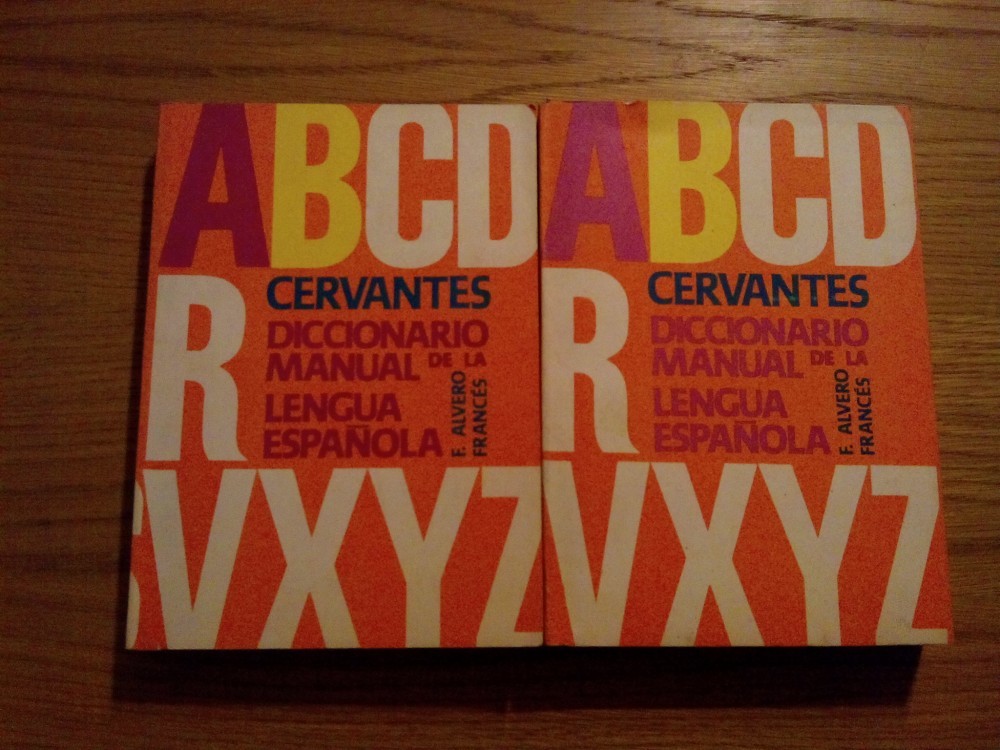 ABCD
R
CERVANTES
DICCIONARIO
MANUAL DE LA
LENGUA
ESPAÑOLA
F. ALVERO
FRANCÉS
VXYZ
ABCD
R
CERVANTES
DICCIONARIO
MANUAL DE LA
LENGUA
ESPAÑOLA
F. ALVERO
FRANCÉS
VXYZ